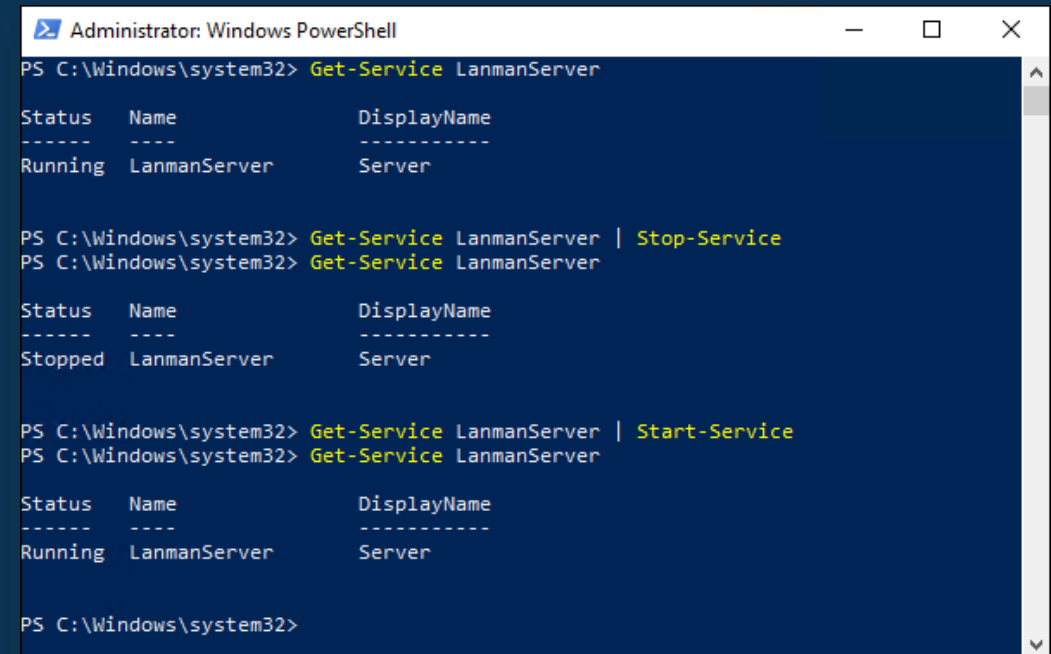 Administrator: Windows PowerShell
PS C:\Windows\system32> Get-Service LanmanServer
Status   Name               DisplayName
------   ----               -----------
Running  LanmanServer       Server
PS C:\Windows\system32> Get-Service LanmanServer | Stop-Service
PS C:\Windows\system32> Get-Service LanmanServer
Status   Name               DisplayName
------   ----               -----------
Stopped  LanmanServer       Server
PS C:\Windows\system32> Get-Service LanmanServer | Start-Service
PS C:\Windows\system32> Get-Service LanmanServer
Status   Name               DisplayName
------   ----               -----------
Running  LanmanServer       Server
PS C:\Windows\system32>